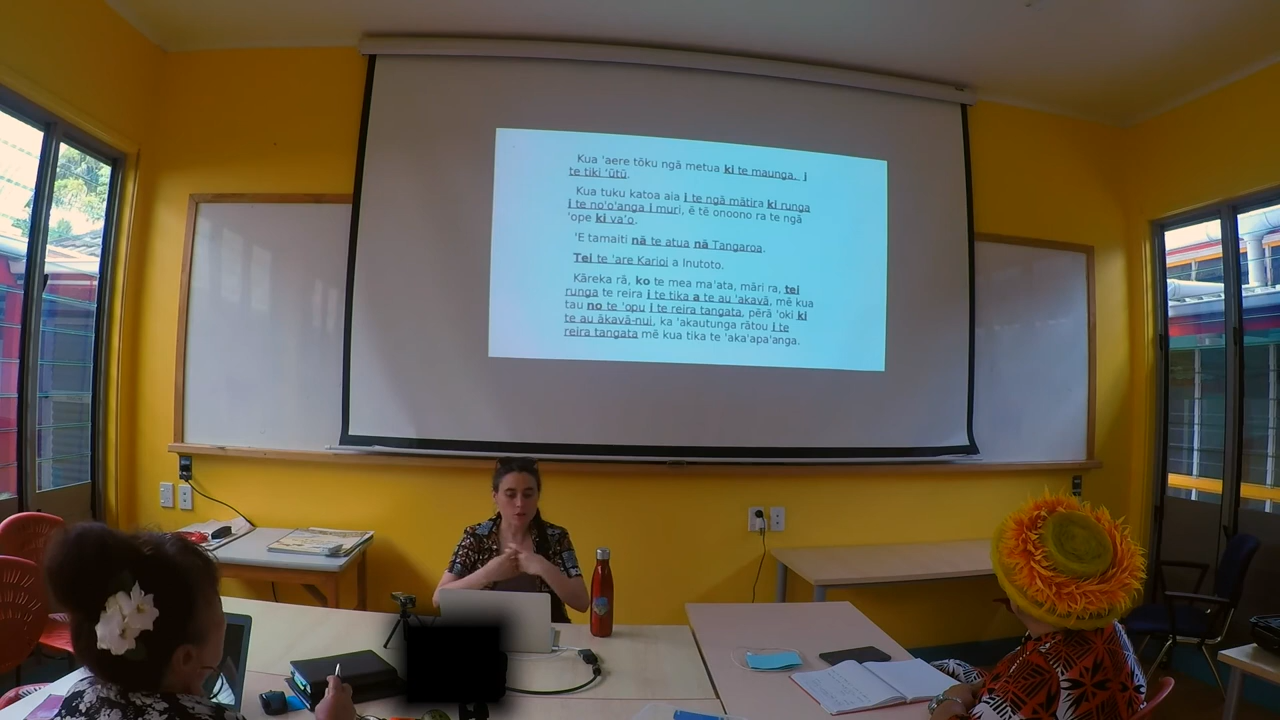 Kua 'aere tōku ngā metua ki te maunga, i
te tiki 'ūtū.
Kua tuku katoa aia i te ngā mātira ki runga
i te no'o'anga i muri, ē tē onoono ra te ngā
'ope ki va'o.
'E tamaiti nā te atua nā Tangaroa.
Tei te 'are Karioi a Inutoto.
Kāreka rā, ko te mea ma'ata, māri ra, tei
runga te reira i te tika a te au 'akavā, mē kua
tau no te 'opu i te reira tangata, pērā 'oki ki
te au ākavā-nui, ka 'akautunga rātou i te
reira tangata mē kua tika te 'aka'apa'anga.